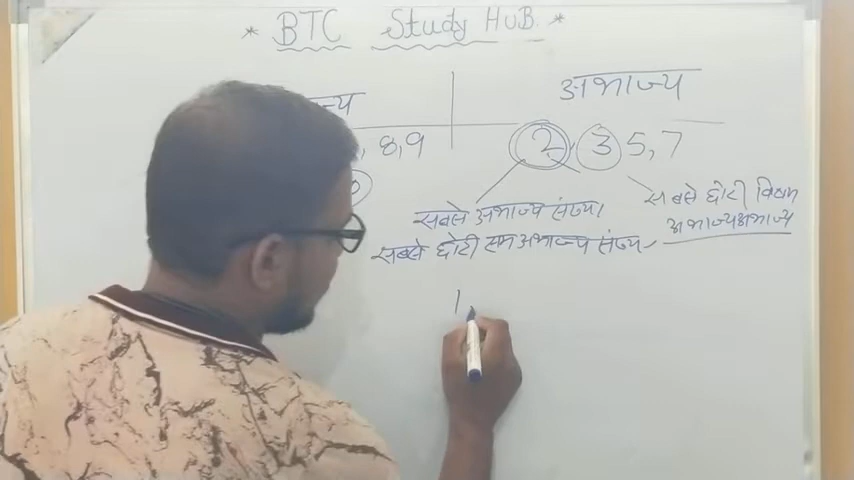 * BTC Study HUB. *
ज्य
अभाज्य
, 8,9
2, 3 5,7
सबसे अभाज्य संख्या
सबसे छोटी विषम
अभाज्य अभाज्य
सबसे छोटी सम अभाज्य संख्य
1